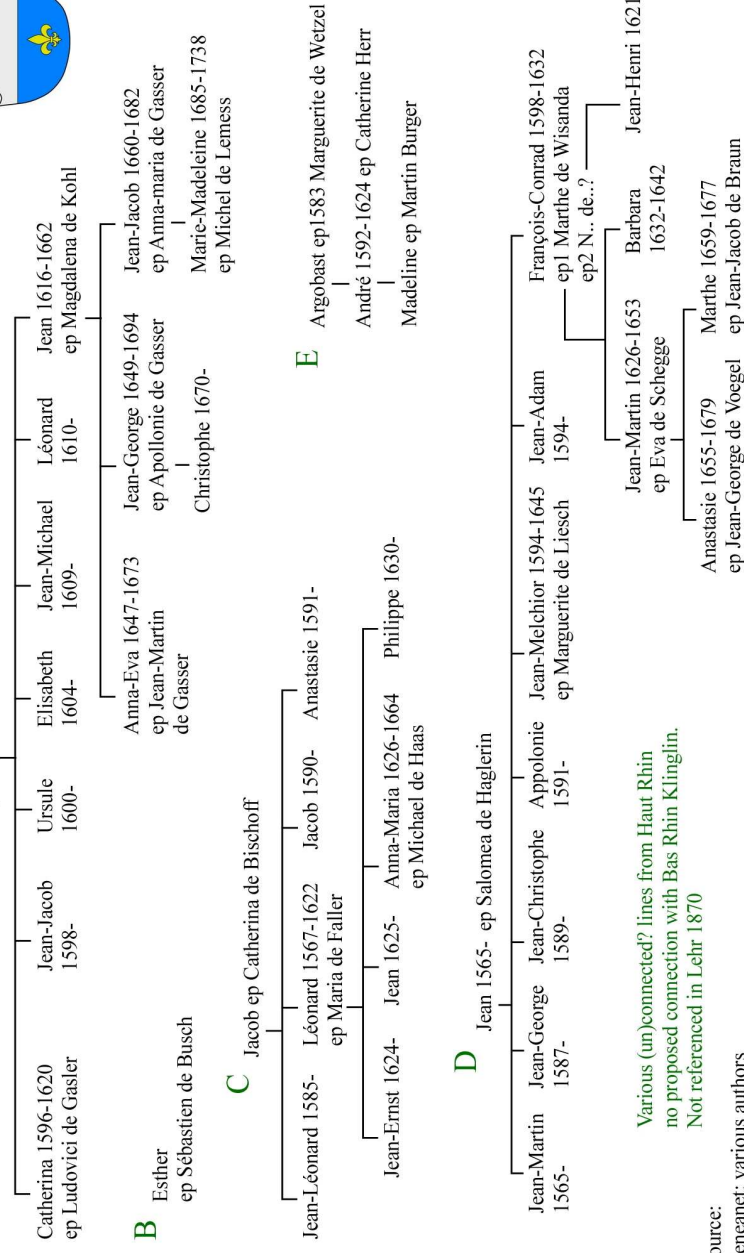 Catherina 1596-1620
ep Ludovici de Gasler
Jean-Jacob
1598-
Ursule
1600-
Elisabeth
1604-
Jean-Michael
1609-
Léonard
1610-
Jean 1616-1662
ep Magdalena de Kohl
Anna-Eva 1647-1673
ep Jean-Martin
de Gasser
Jean-George 1649-1694
ep Apollonie de Gasser
Christophe 1670-
Jean-Jacob 1660-1682
ep Anna-maria de Gasser
Marie-Madeleine 1685-1738
ep Michel de Lemess
B
Esther
ep Sébastien de Busch
C
Jacob ep Catherina de Bischoff
Jean-Léonard 1585-
Léonard 1567-1622
ep Maria de Faller
Jacob 1590-
Anastasie 1591-
Jean-Ernst 1624-
Jean 1625-
Anna-Maria 1626-1664
ep Michael de Haas
Philippe 1630-
E
Argobast ep1583 Marguerite de Wetzel
André 1592-1624 ep Catherine Herr
Madeline ep Martin Burger
D
Jean 1565- ep Salomea de Haglerin
Jean-Martin
1565-
Jean-George
1587-
Jean-Christophe
1589-
Appolonie
1591-
Jean-Melchior 1594-1645
ep Marguerite de Liesch
Jean-Adam
1594-
François-Conrad 1598-1632
ep1 Marthe de Wisanda
ep2 N.. de..?
Jean-Martin 1626-1653
ep Eva de Schegge
Barbara
1632-1642
Jean-Henri 1621
Anastasie 1655-1679
ep Jean-George de Voegel
Marthe 1659-1677
ep Jean-Jacob de Braun
Various (un)connected? lines from Haut Rhin
no proposed connection with Bas Rhin Klinglin.
Not referenced in Lehr 1870
ource:
eneanet: various authors